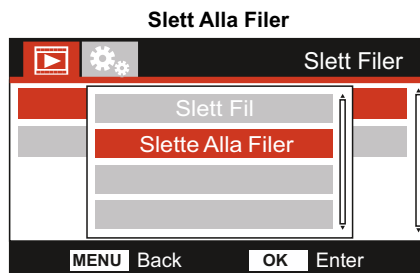 Slett Alla Filer
Slett Filer
Slett Fil
Slette Alla Filer
MENU Back OK Enter